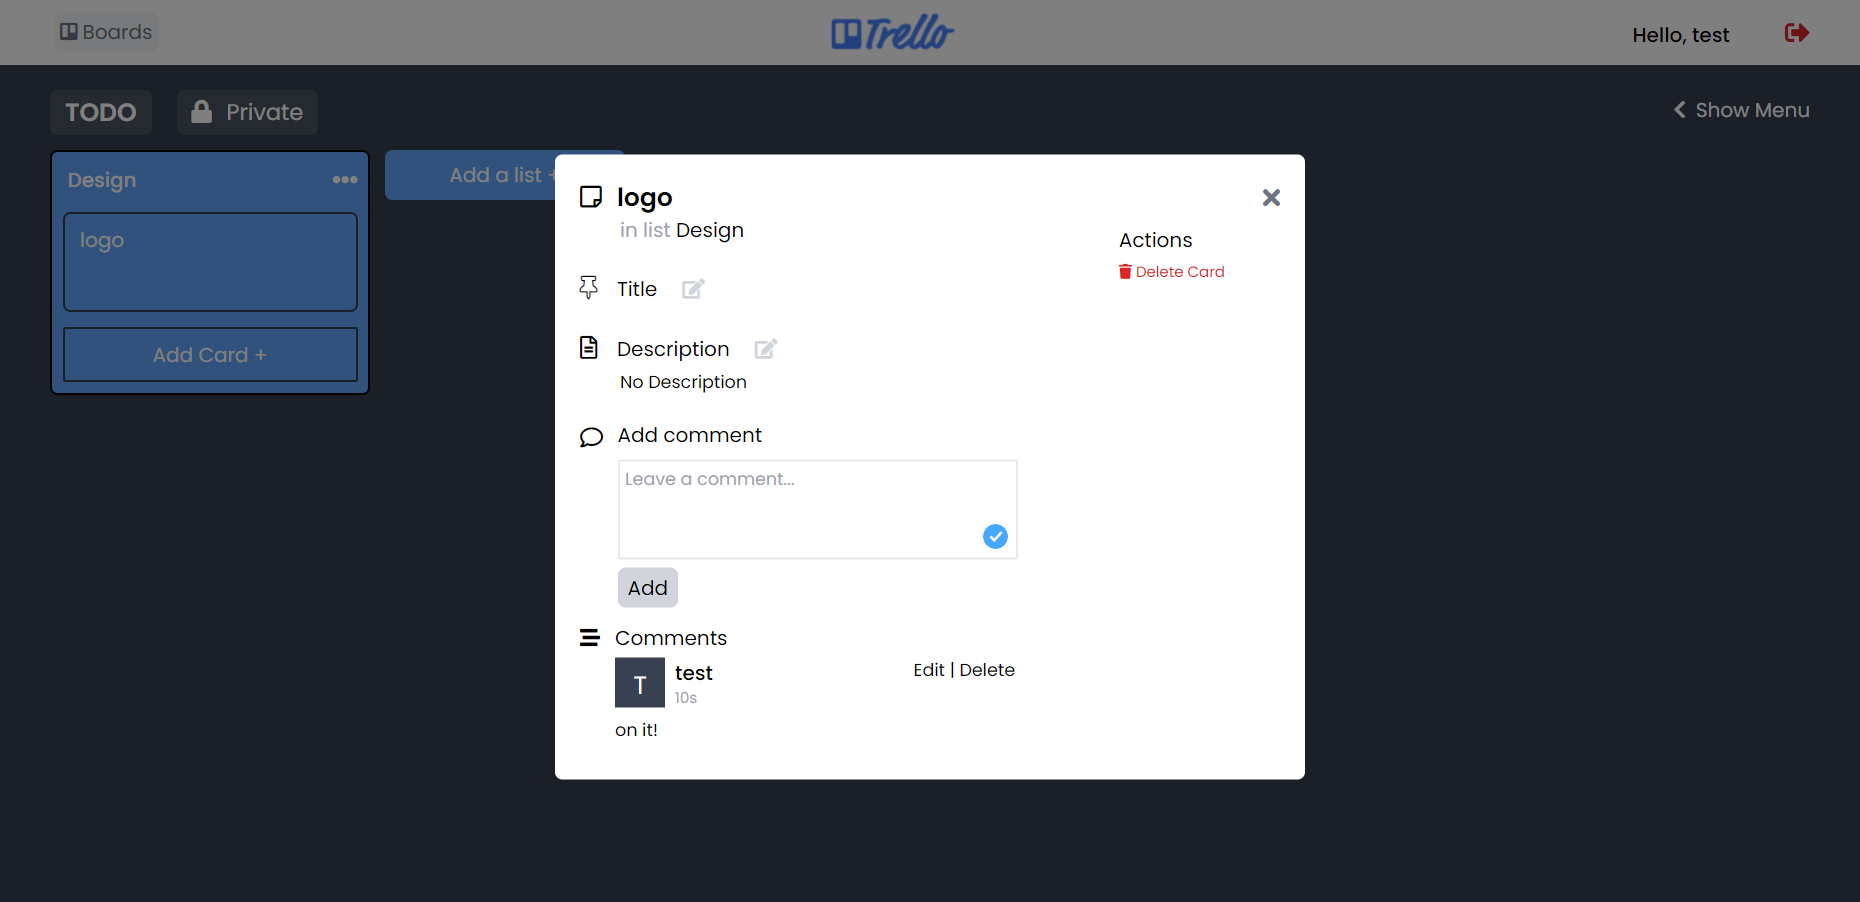 Boards
Trello
Hello, test
TODO
Private
Show Menu
Design
logo
Add Card +
Add a list +
logo
in list Design
Actions
Delete Card
Title
Description
No Description
Add comment
Leave a comment...
Add
Comments
T
test
10s
Edit | Delete
on it!